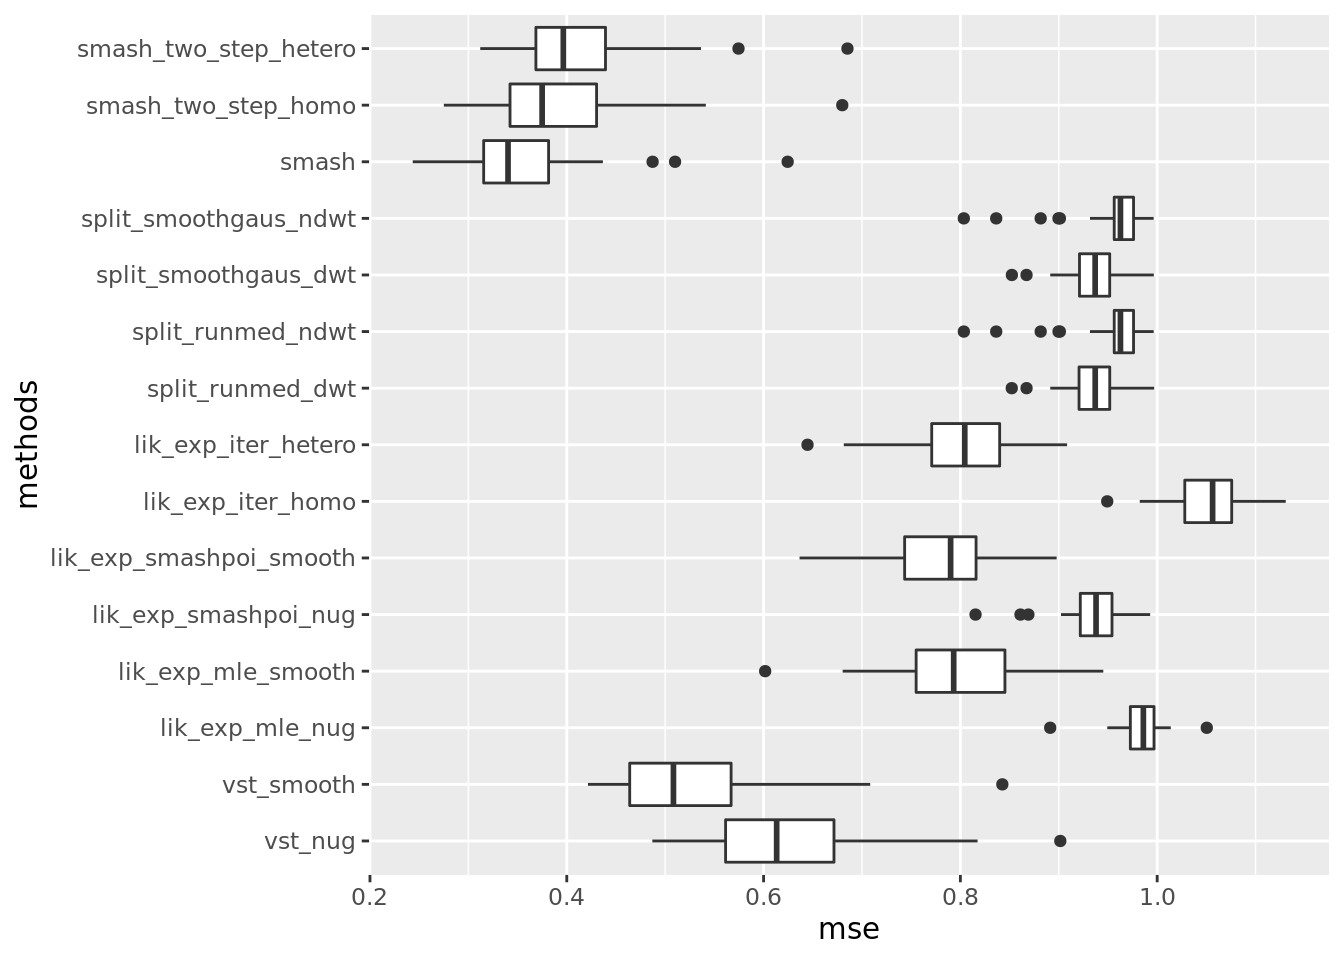 smash_two_step_hetero
smash_two_step_homo
smash
split_smoothgaus_ndwt
split_smoothgaus_dwt
split_runmed_ndwt
split_runmed_dwt
lik_exp_iter_hetero
lik_exp_iter_homo
lik_exp_smashpoi_smooth
lik_exp_smashpoi_nug
lik_exp_mle_smooth
lik_exp_mle_nug
vst_smooth
vst_nug
methods
0.2 0.4 0.6 0.8 1.0
mse